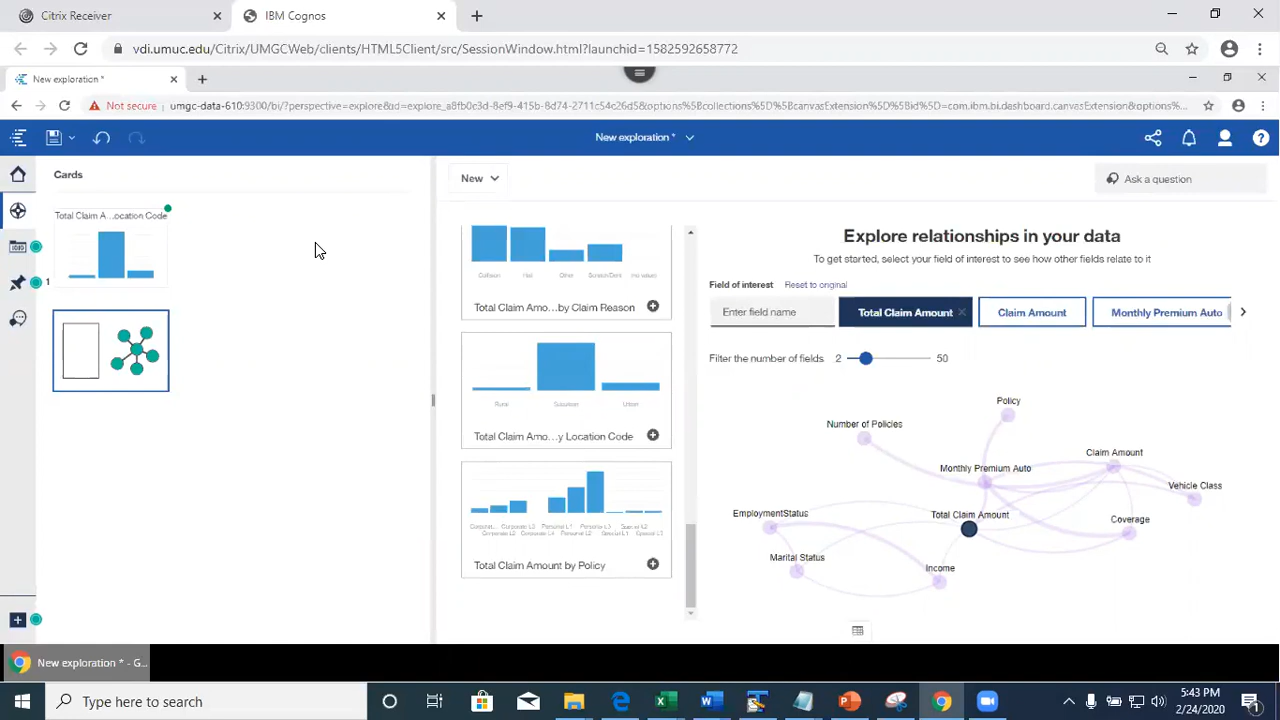 Citrix Receiver
IBM Cognos
vdi.umuc.edu/Citrix/UMGCWeb/clients/HTML5Client/src/SessionWindow.html?launchid=1582592658772
New exploration *
Not secure
umgc-data-610:9300/bi/?perspective=explore&
New exploration *
Cards
New
Ask a question
Total Claim A...ocation Code
1
Collision
Hail
Other
Total Claim Amo... by Claim Reason
Rural
Suburban
Urban
Total Claim Amo...y Location Code
Total Claim Amount by Policy
Explore relationships in your data
To get started, select your field of interest to see how other fields relate to it
Field of interest
Reset to original
Enter field name
Total Claim Amount
Claim Amount
Monthly Premium Auto
Filter the number of fields
2
50
Policy
Number of Policies
Claim Amount
Monthly Premium Auto
Vehicle Class
EmploymentStatus
Total Claim Amount
Coverage
Marital Status
Income
New exploration * - G...
Type here to search
5:43 PM
2/24/2020